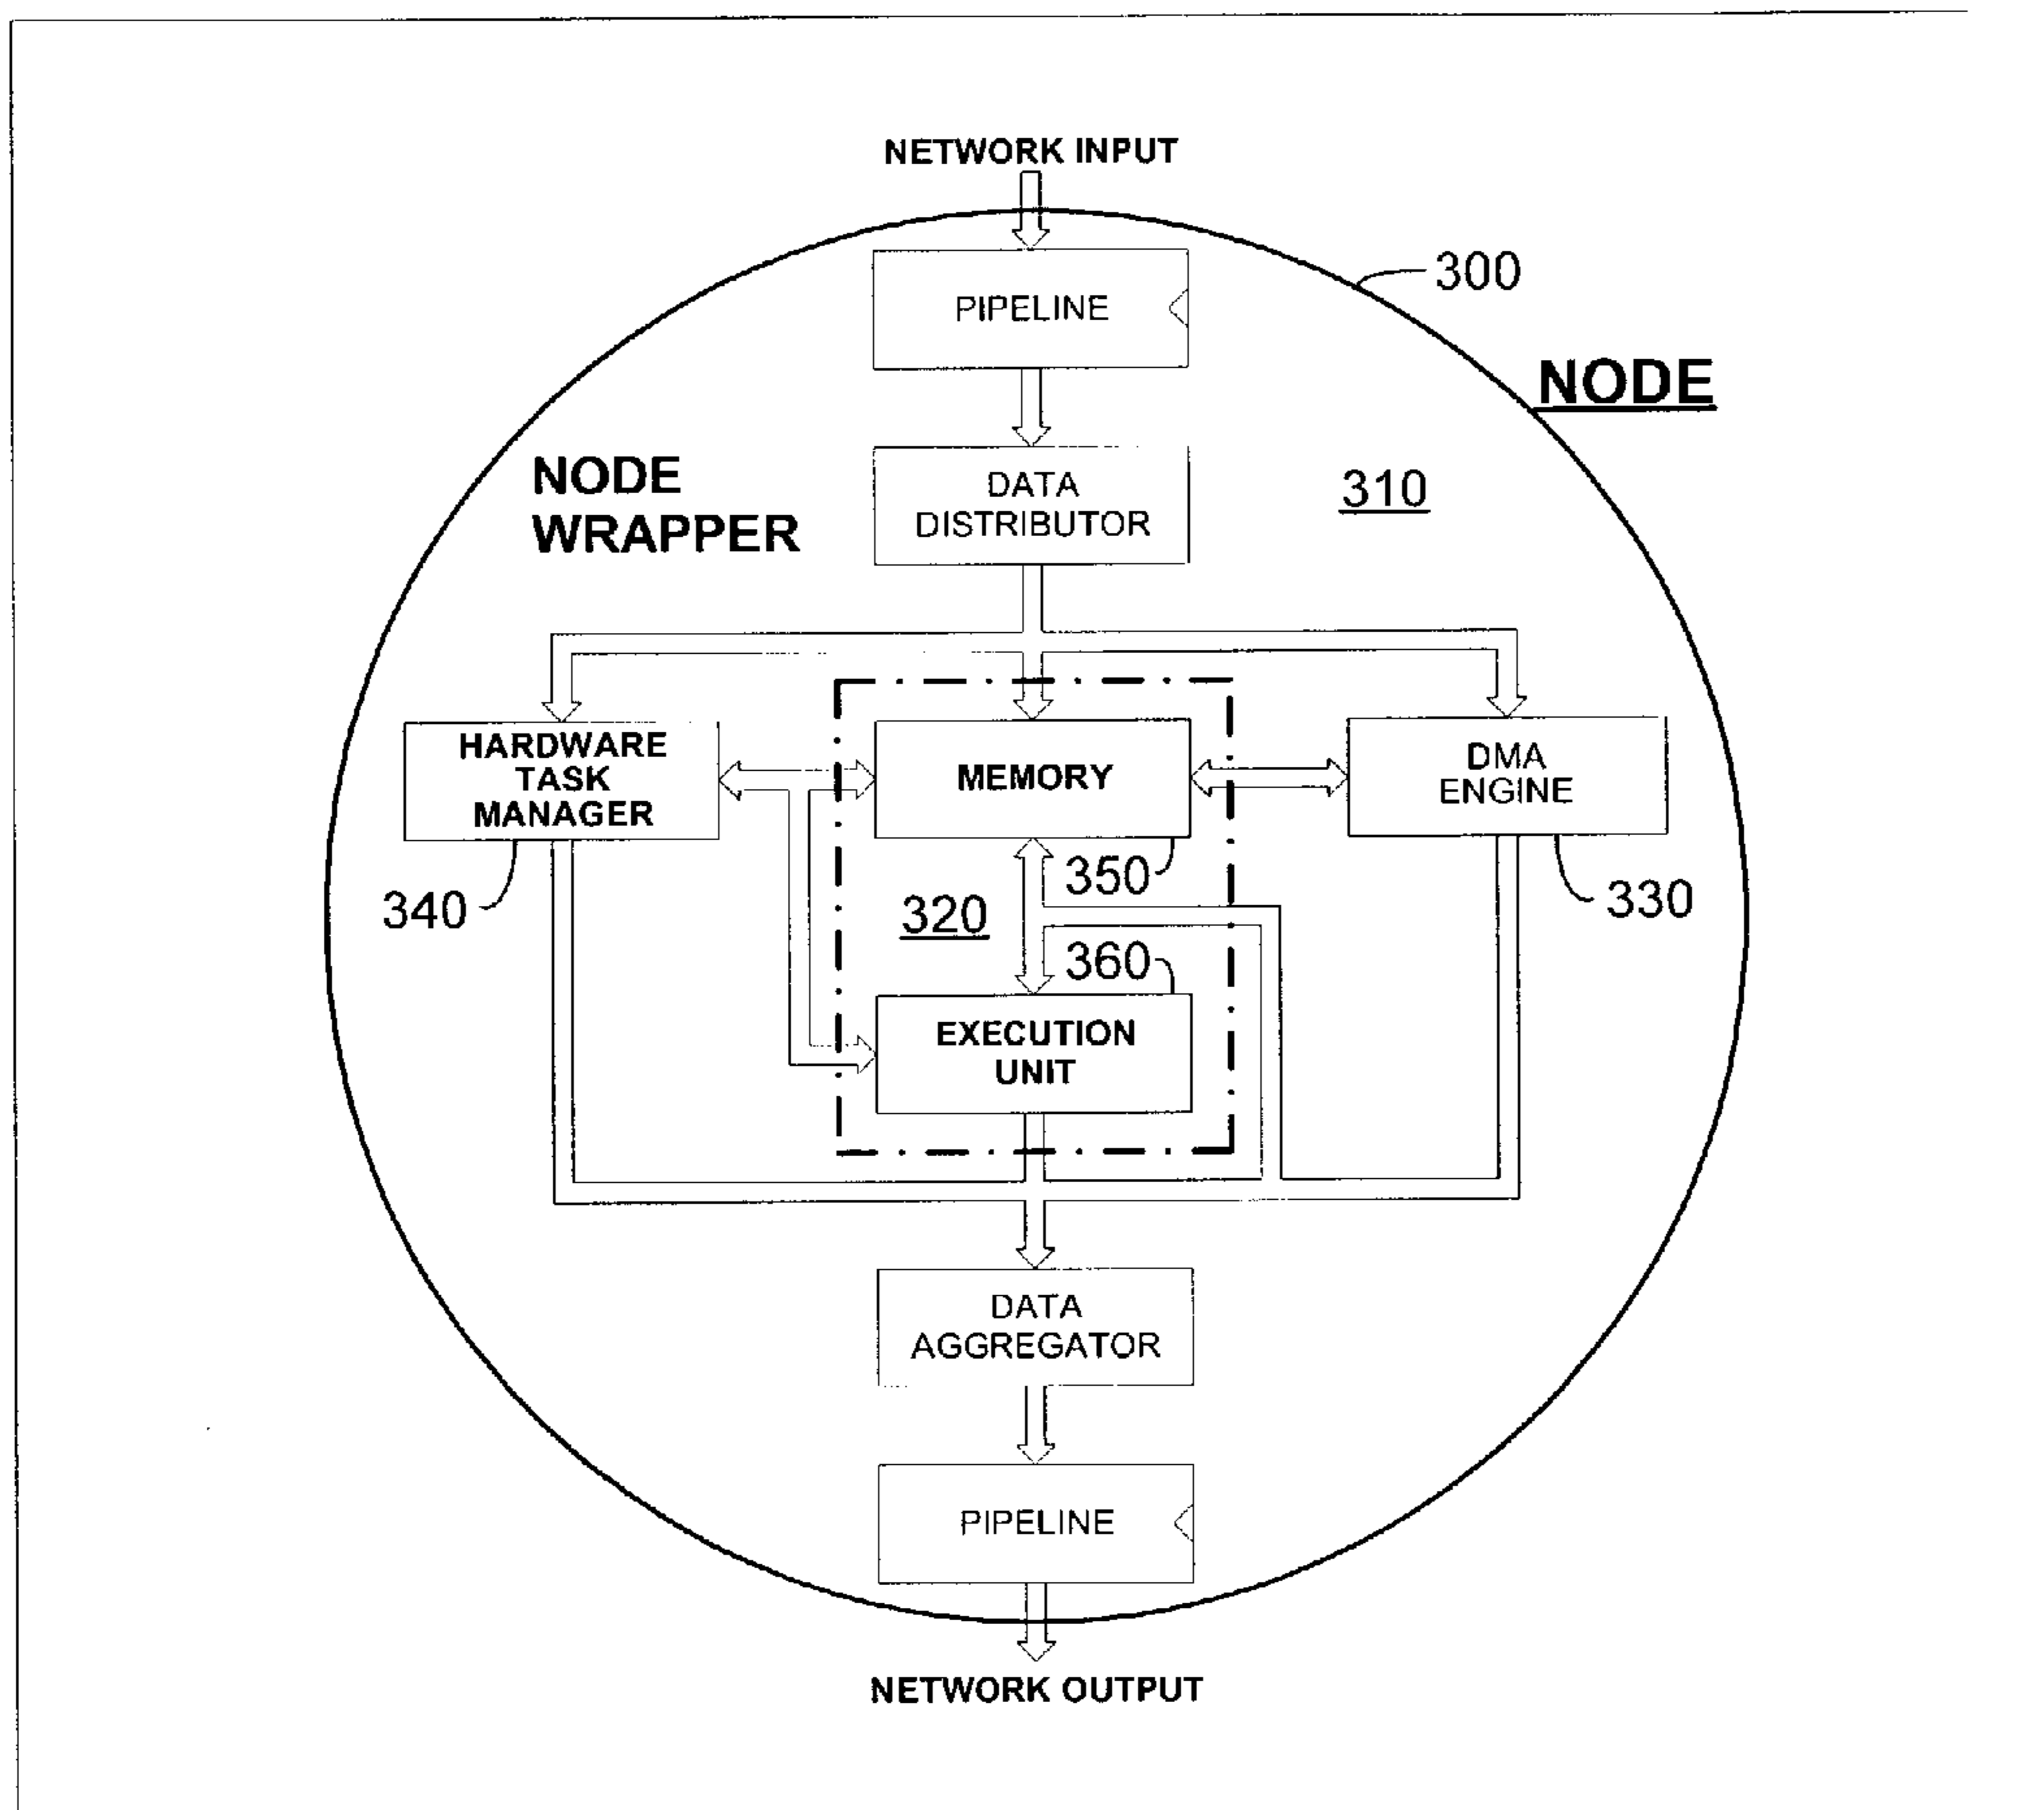 NETWORK INPUT
PIPELINE
300
NODE
NODE
WRAPPER
DATA
DISTRIBUTOR
310
HARDWARE
TASK
MANAGER
MEMORY
DMA
ENGINE
340
350
330
320
360
EXECUTION
UNIT
DATA
AGGREGATOR
PIPELINE
NETWORK OUTPUT